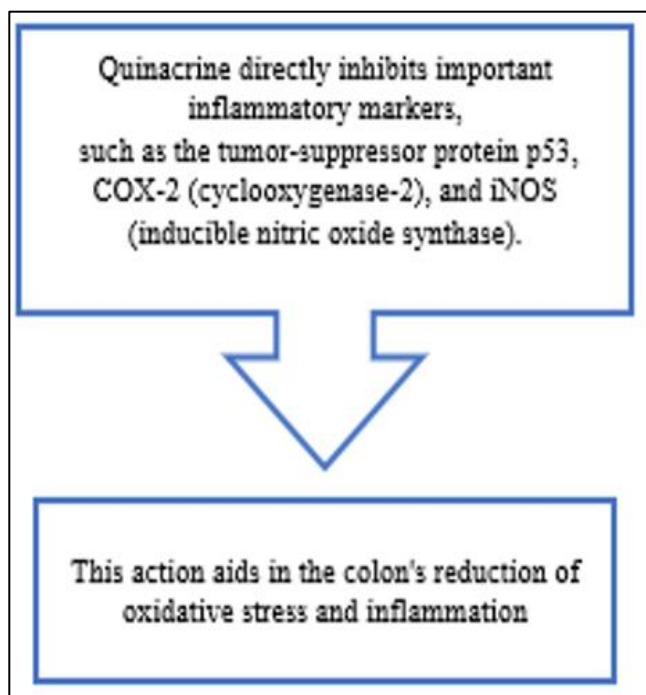 Quinacrine directly inhibits important
inflammatory markers,
such as the tumor-suppressor protein p53,
COX-2 (cyclooxygenase-2), and iNOS
(inducible nitric oxide synthase).
This action aids in the colon's reduction of
oxidative stress and inflammation